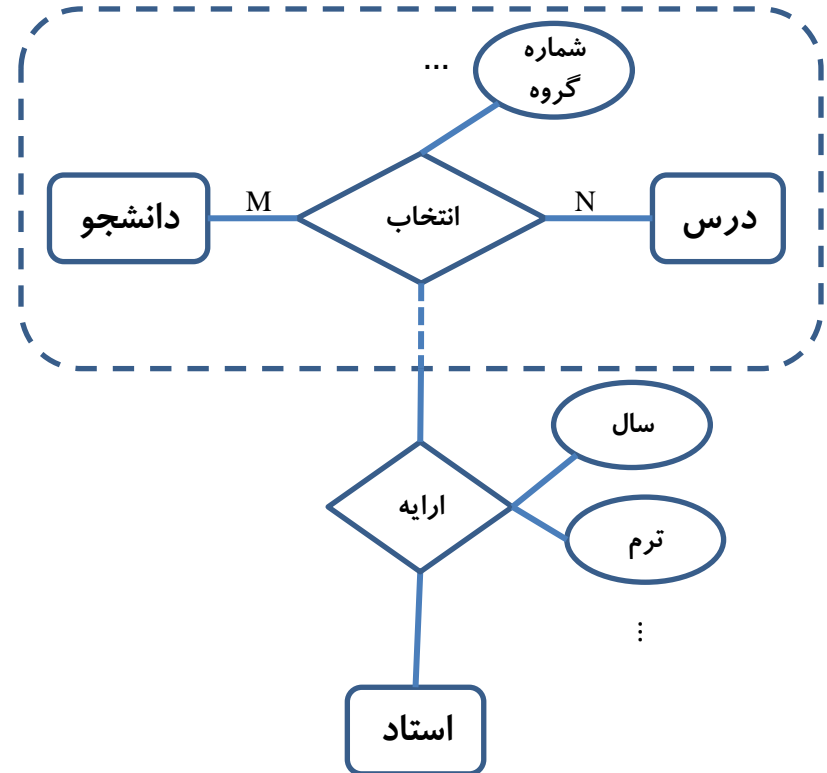 شماره
گروه
...
درس
N
انتخاب
M
دانشجو
سال
ارایه
ترم
...
استاد